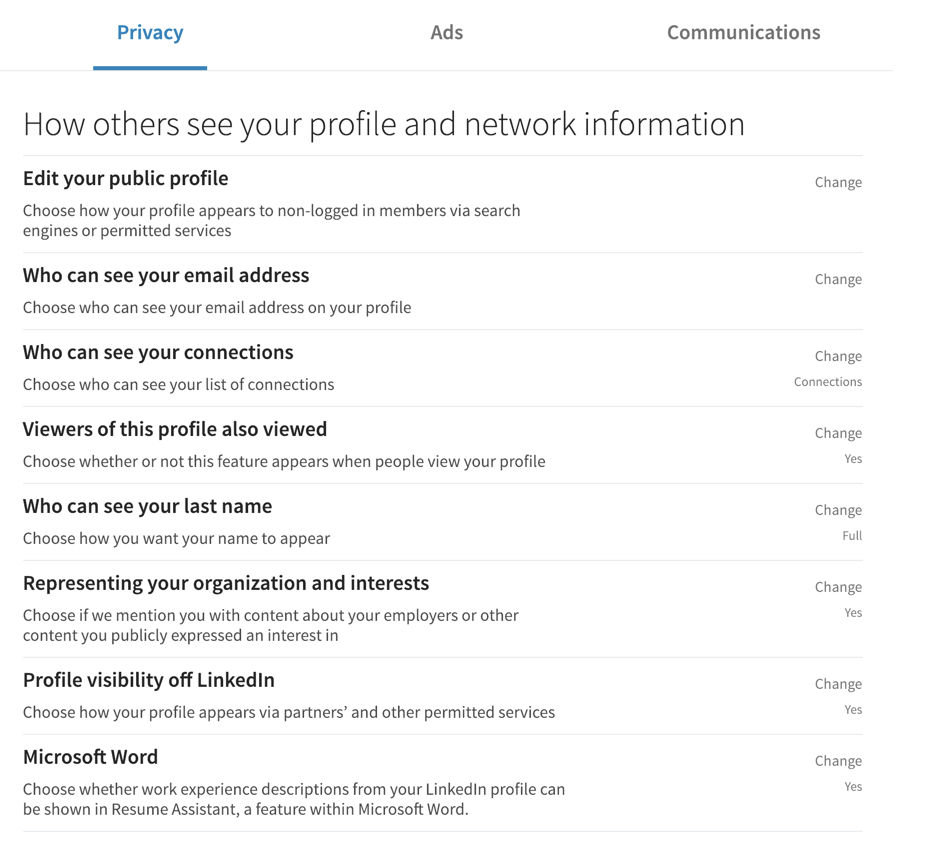 Privacy
Ads
Communications
How others see your profile and network information
Edit your public profile
Change
Choose how your profile appears to non-logged in members via search
engines or permitted services
Who can see your email address
Change
Choose who can see your email address on your profile
Who can see your connections
Change
Choose who can see your list of connections
Connections
Viewers of this profile also viewed
Change
Choose whether or not this feature appears when people view your profile
Yes
Who can see your last name
Change
Choose how you want your name to appear
Full
Representing your organization and interests
Change
Choose if we mention you with content about your employers or other
content you publicly expressed an interest in
Yes
Profile visibility off LinkedIn
Change
Choose how your profile appears via partners’ and other permitted services
Yes
Microsoft Word
Change
Choose whether work experience descriptions from your LinkedIn profile can
be shown in Resume Assistant, a feature within Microsoft Word.
Yes